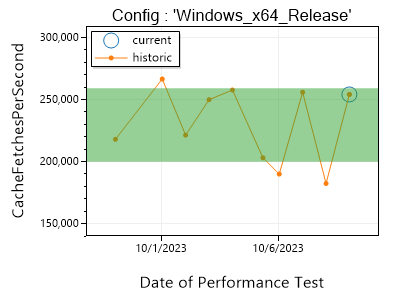 Config : 'Windows_x64_Release'
300,000
250,000
200,000
150,000
CacheFetchesPerSecond
current
historic
10/1/2023
10/6/2023
Date of Performance Test